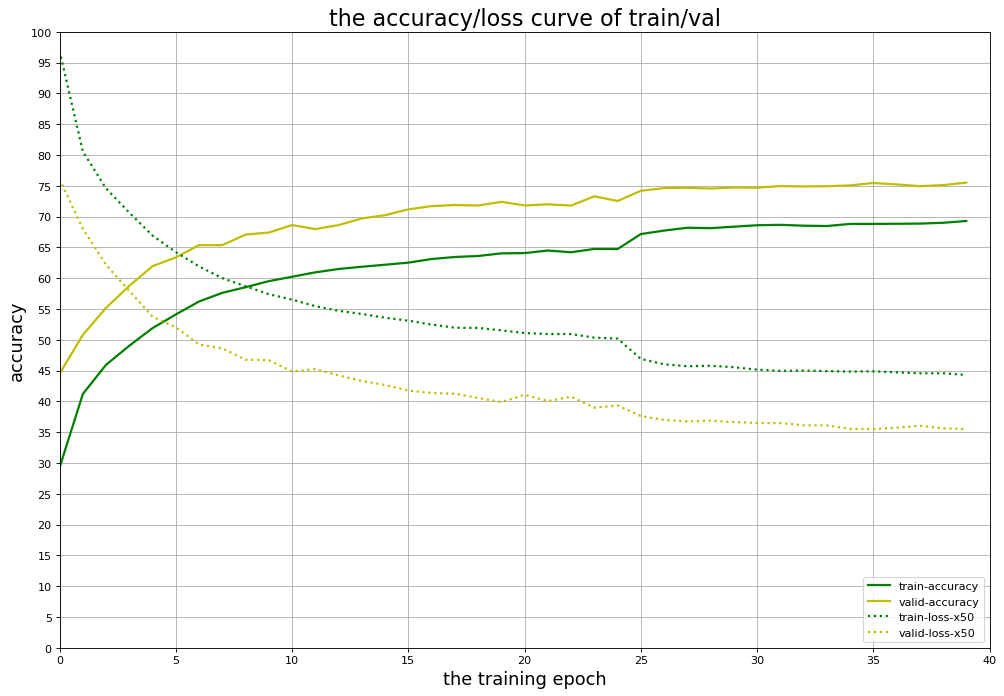 the accuracy/loss curve of train/val
100
95
90
85
80
75
70
65
60
55
50
45
40
35
30
25
20
15
10
5
0
accuracy
0 5 10 15 20 25 30 35 40
the training epoch
train-accuracy
valid-accuracy
train-loss-x50
valid-loss-x50